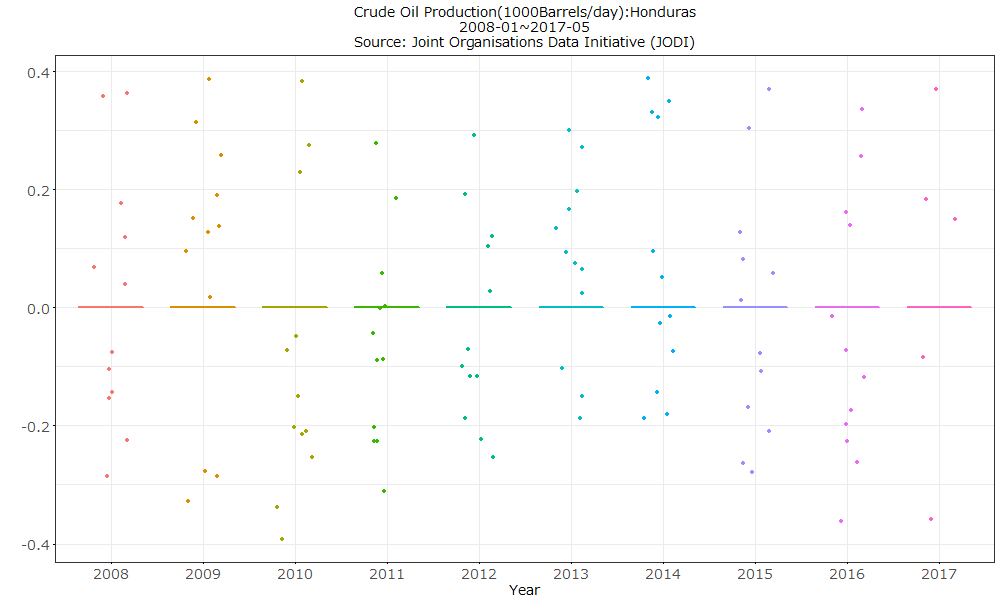 Crude Oil Production(1000Barrels/day):Honduras
2008-01~2017-05
Source: Joint Organisations Data Initiative (JODI)
0.4
0.2
0.0
-0.2
-0.4
2008 2009 2010 2011 2012 2013 2014 2015 2016 2017
Year